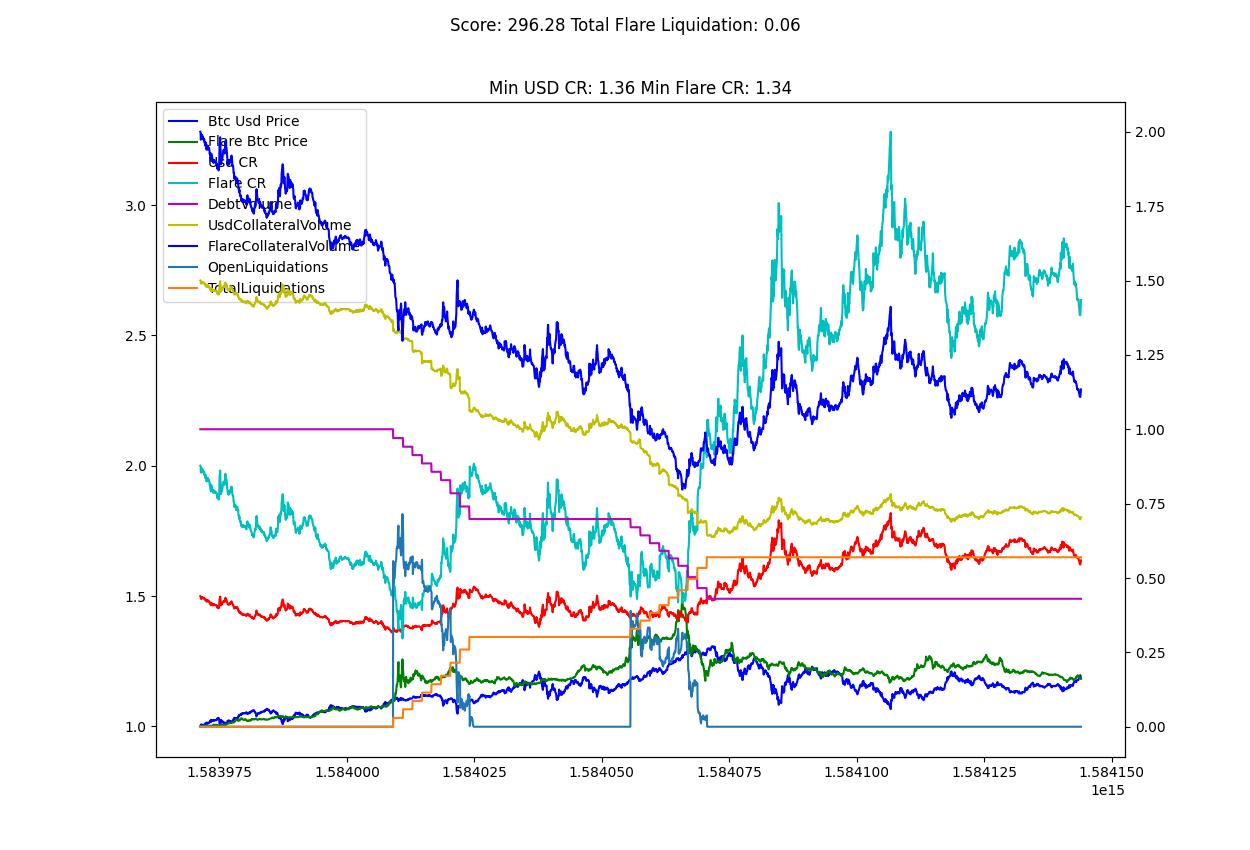 Score: 296.28 Total Flare Liquidation: 0.06
Min USD CR: 1.36 Min Flare CR: 1.34
Btc Usd Price
Flare Btc Price
Usd CR
Flare CR
DebtVolume
UsdCollateralVolume
FlareCollateralVolume
OpenLiquidations
TotalLiquidations
3.0
2.5
2.0
1.5
1.0
2.00
1.75
1.50
1.25
1.00
0.75
0.50
0.25
0.00
1.583975 1.584000 1.584025 1.584050 1.584075 1.584100 1.584125 1.584150
1e15